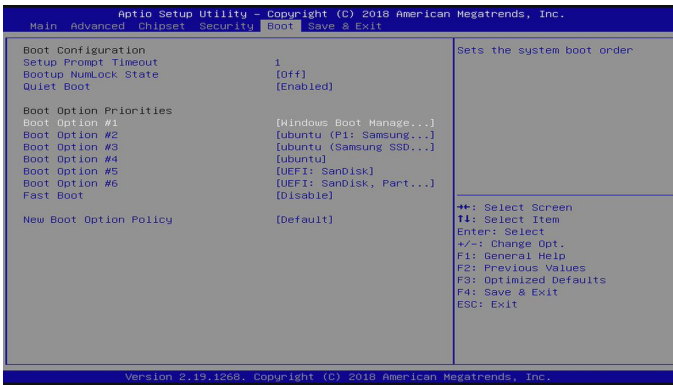 Aptio Setup Utility – Copyright (C) 2018 American Megatrends, Inc.
Main Advanced Chipset Security Boot Save & Exit
Boot Configuration
Setup Prompt Timeout 1
Bootup NumLock State [Off]
Quiet Boot [Enabled]
Boot Option Priorities
Boot Option #1 [Windows Boot Manage...]
Boot Option #2 [ubuntu (P1: Samsung...]
Boot Option #3 [ubuntu (Samsung SSD...]
Boot Option #4 [ubuntu]
Boot Option #5 [UEFI: SanDisk]
Boot Option #6 [UEFI: SanDisk, Part...]
Fast Boot [Disable]
New Boot Option Policy [Default]
Sets the system boot order
→←: Select Screen
↑↓: Select Item
Enter: Select
+/-: Change Opt.
F1: General Help
F2: Previous Values
F3: Optimized Defaults
F4: Save & Exit
ESC: Exit
Version 2.19.1268. Copyright (C) 2018 American Megatrends, Inc.